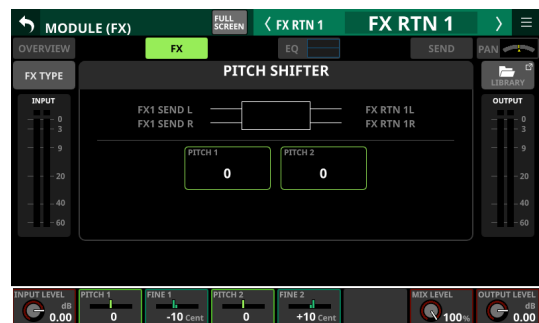 MODULE (FX)
FULL
SCREEN
FX RTN 1
FX RTN 1
OVERVIEW
FX
EQ
SEND
PAN
FX TYPE
PITCH SHIFTER
LIBRARY
INPUT
OUTPUT
FX1 SEND L
FX RTN 1L
FX1 SEND R
FX RTN 1R
0
3
9
20
40
60
0
3
9
20
40
60
PITCH 1
0
PITCH 2
0
INPUT LEVEL
dB
0.00
PITCH 1
0
FINE 1
-10 Cent
PITCH 2
0
FINE 2
+10 Cent
MIX LEVEL
100%
OUTPUT LEVEL
dB
0.00